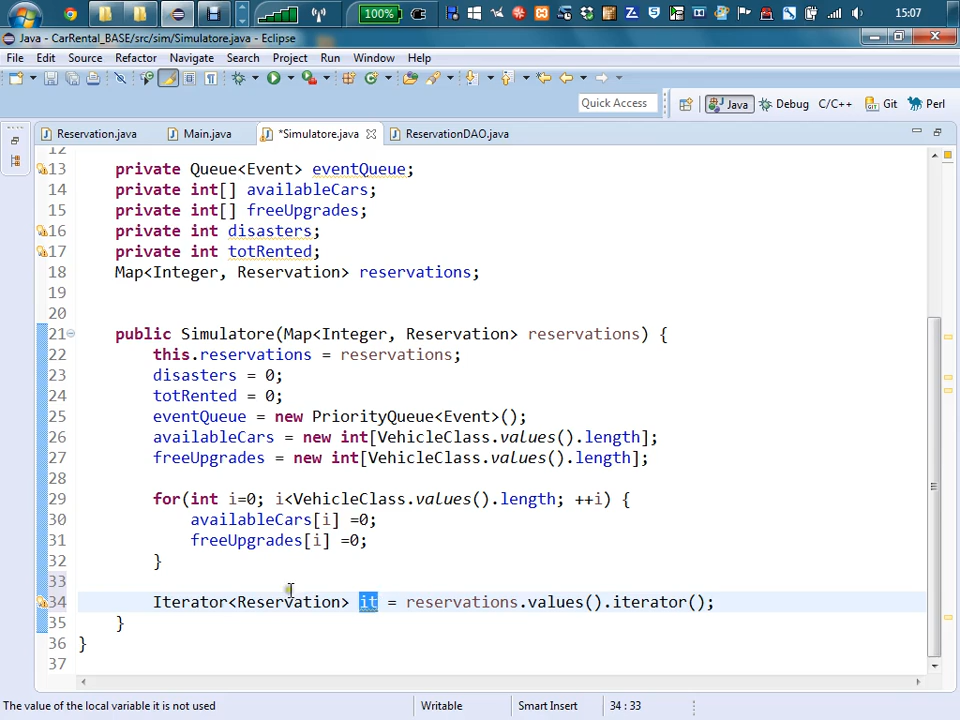 100%
15:07
Java - CarRental_BASE/src/sim/Simulatore.java - Eclipse
File Edit Source Refactor Navigate Search Project Run Window Help
Quick Access
Java Debug C/C++ Git Perl
Reservation.java Main.java *Simulatore.java ReservationDAO.java
12
13 private Queue<Event> eventQueue;
14 private int[] availableCars;
15 private int[] freeUpgrades;
16 private int disasters;
17 private int totRented;
18 Map<Integer, Reservation> reservations;
19
20
21 public Simulatore(Map<Integer, Reservation> reservations) {
22 this.reservations = reservations;
23 disasters = 0;
24 totRented = 0;
25 eventQueue = new PriorityQueue<Event>();
26 availableCars = new int[VehicleClass.values().length];
27 freeUpgrades = new int[VehicleClass.values().length];
28
29 for(int i=0; i<VehicleClass.values().length; ++i) {
30 availableCars[i] =0;
31 freeUpgrades[i] =0;
32 }
33
34 Iterator<Reservation> it = reservations.values().iterator();
35 }
36 }
37
The value of the local variable it is not used Writable Smart Insert 34 : 33